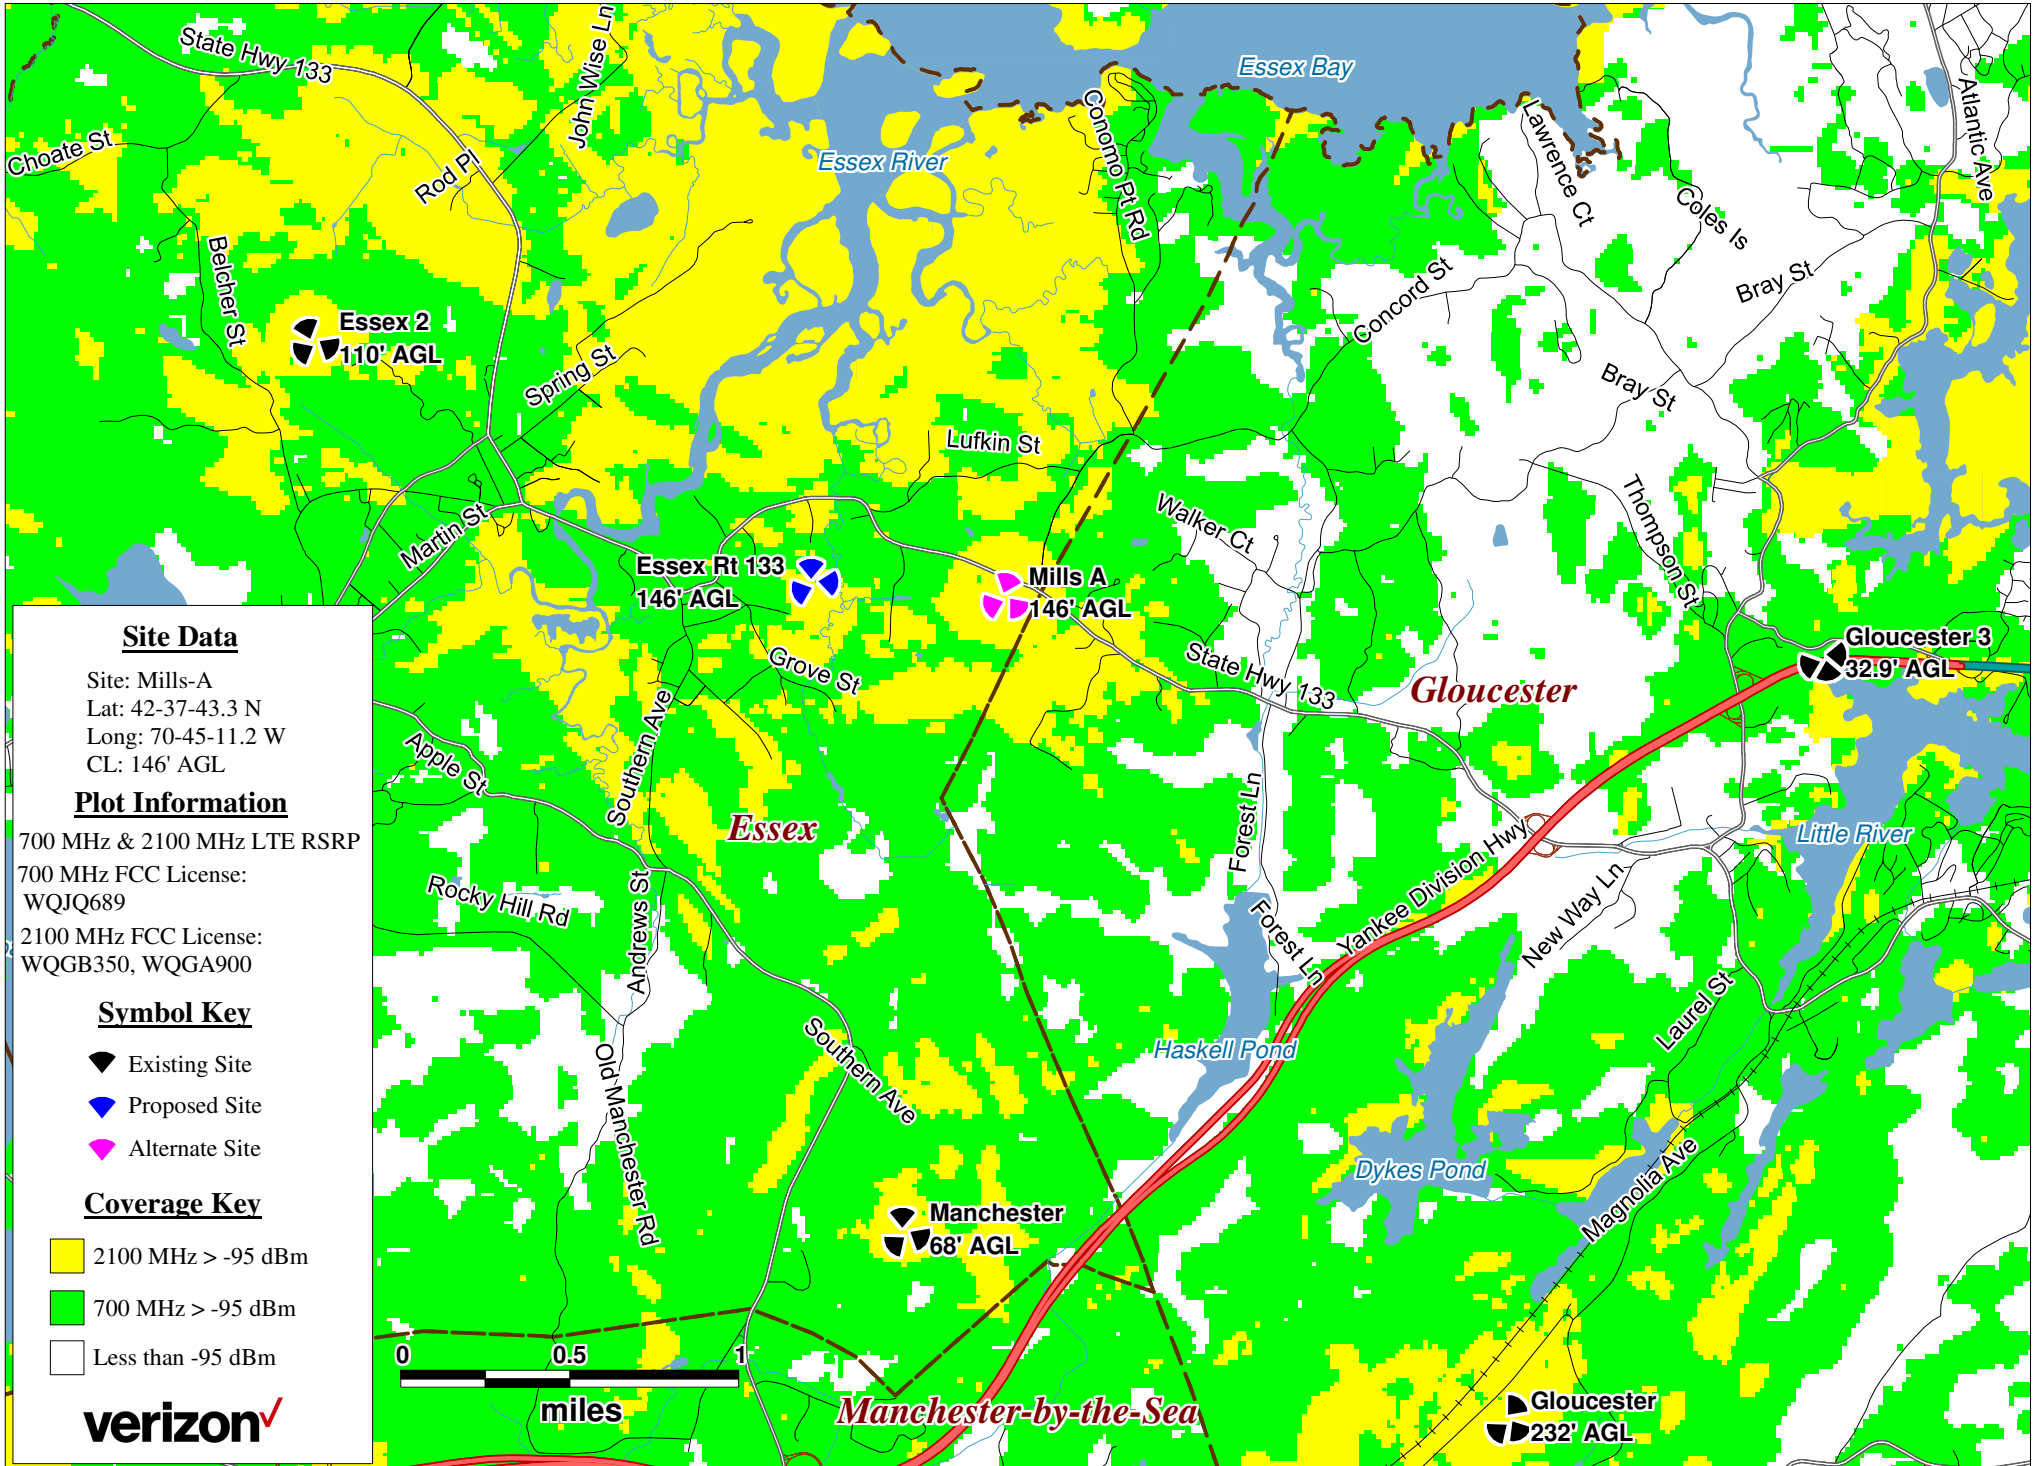 State Hwy 133
John Wise Ln
Essex Bay
Atlantic Ave
Conomo Pt Rd
Lawrence Ct
Choate St
Rod Pl
Essex River
Coles Is
Belcher St
Concord St
Bray St
Essex 2
110' AGL
Spring St
Bray St
Lufkin St
Martin St
Walker Ct
Thompson St
Essex Rt 133
146' AGL
Mills A
146' AGL
Grove St
State Hwy 133
Gloucester
Gloucester 3
32.9' AGL
Southern Ave
Apple St
Essex
Forest Ln
Yankee Division Hwy
Little River
Rocky Hill Rd
Andrews St
Forest Ln
New Way Ln
Laurel St
Southern Ave
Old Manchester Rd
Haskell Pond
Dykes Pond
Magnolia Ave
Manchester
68' AGL
Manchester-by-the-Sea
Gloucester
232' AGL
0 0.5 1
miles
Site Data
Site: Mills-A
Lat: 42-37-43.3 N
Long: 70-45-11.2 W
CL: 146' AGL
Plot Information
700 MHz & 2100 MHz LTE RSRP
700 MHz FCC License:
WQJQ689
2100 MHz FCC License:
WQGB350, WQGA900
Symbol Key
Existing Site
Proposed Site
Alternate Site
Coverage Key
2100 MHz > -95 dBm
700 MHz > -95 dBm
Less than -95 dBm
verizon